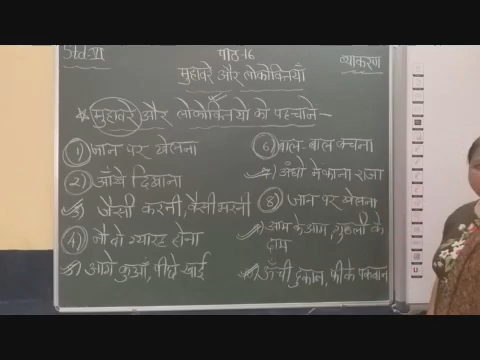 Std-VI
पाठ-16
व्याकरण
मुहावरे और लोकोक्तियाँ
* मुहावरे और लोकोक्तियों को पहचाने-
1) जान पर खेलना
2) आँखे दिखाना
3) जैसी करनी, वैसी भरनी
4) नौ दो ग्यारह होना
5) आगे कुआँ, पीछे खाई
6) बाल बाल बचना
7) अंधो में काना राजा
8) जान पर खेलना
9) आम के आम, गुठली के
दाम
10) ऊँची दुकान, फीके पकवान